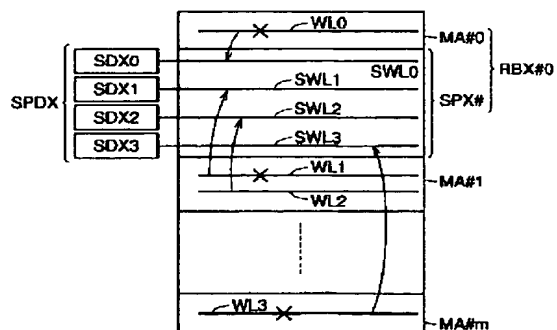 WL0
MA#0
SDX0
SWL0
RBX#0
SPDX
SDX1
SWL1
SPX#
SDX2
SWL2
SDX3
SWL3
WL1
MA#1
WL2
WL3
MA#m